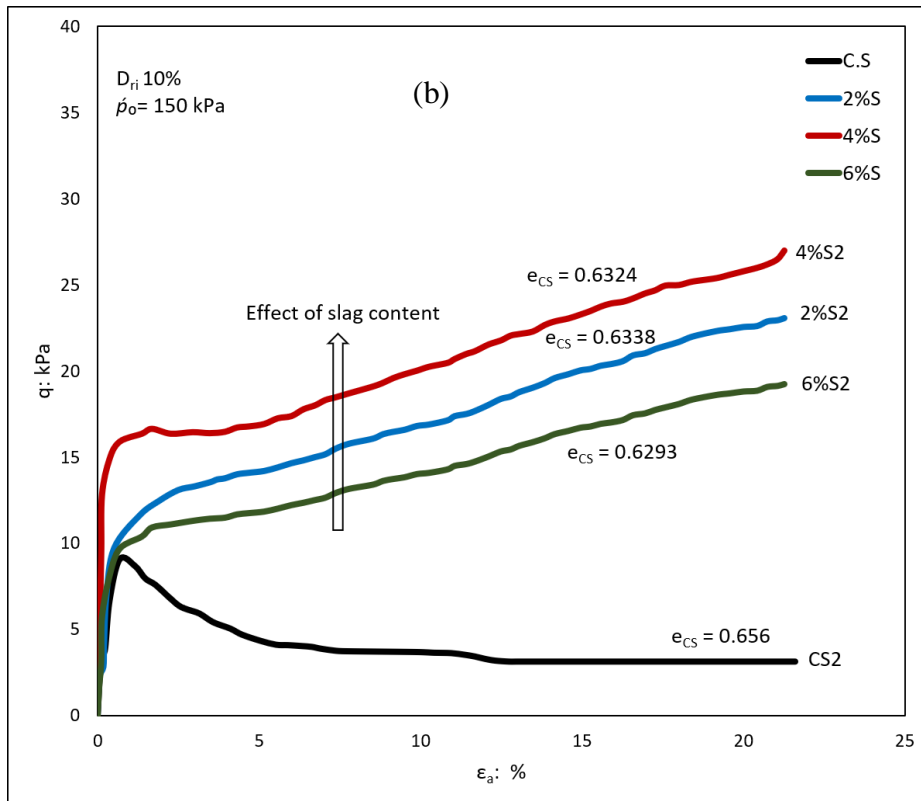 D_ri 10%
ṕₒ= 150 kPa
(b)
C.S
2%S
4%S
6%S
40
35
30
25
20
15
10
5
0
q: kPa
Effect of slag content
e_CS = 0.6324
4%S2
e_CS = 0.6338
2%S2
6%S2
e_CS = 0.6293
e_CS = 0.656
CS2
0
5
10
15
20
25
ε_a: %